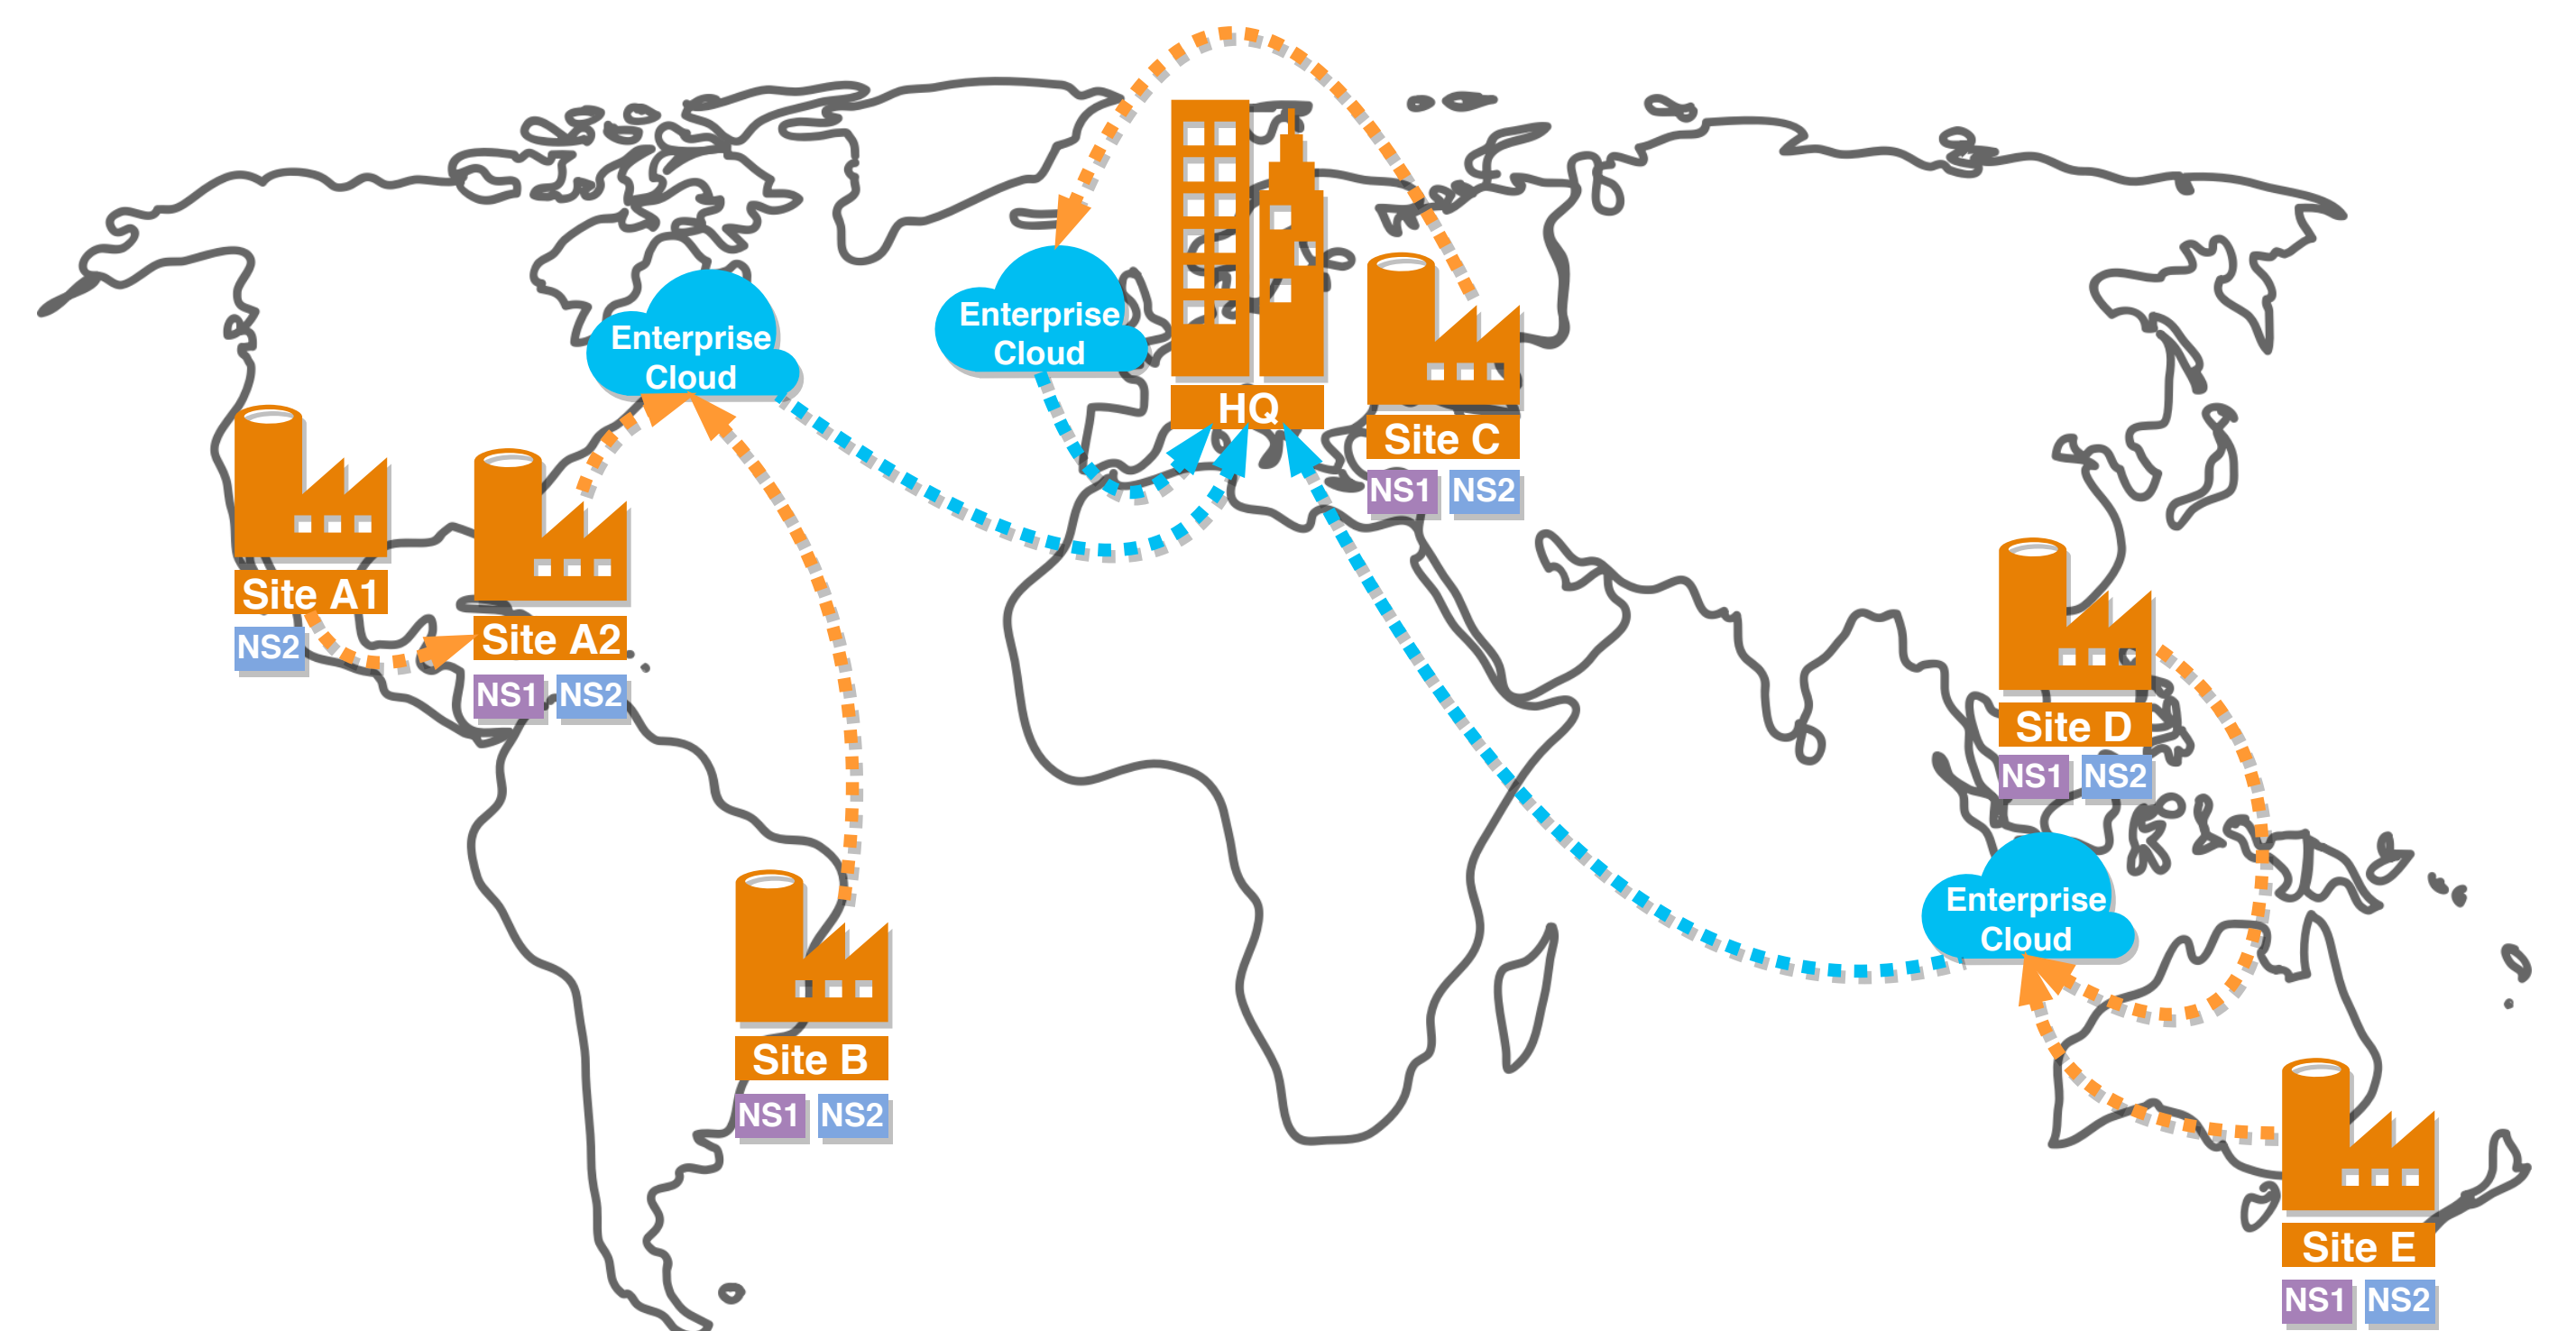 Enterprise
Cloud
Enterprise
Cloud
HQ
Site C
NS1 NS2
Site A1
NS2
Site A2
NS1 NS2
Site D
NS1 NS2
Enterprise
Cloud
Site B
NS1 NS2
Site E
NS1 NS2